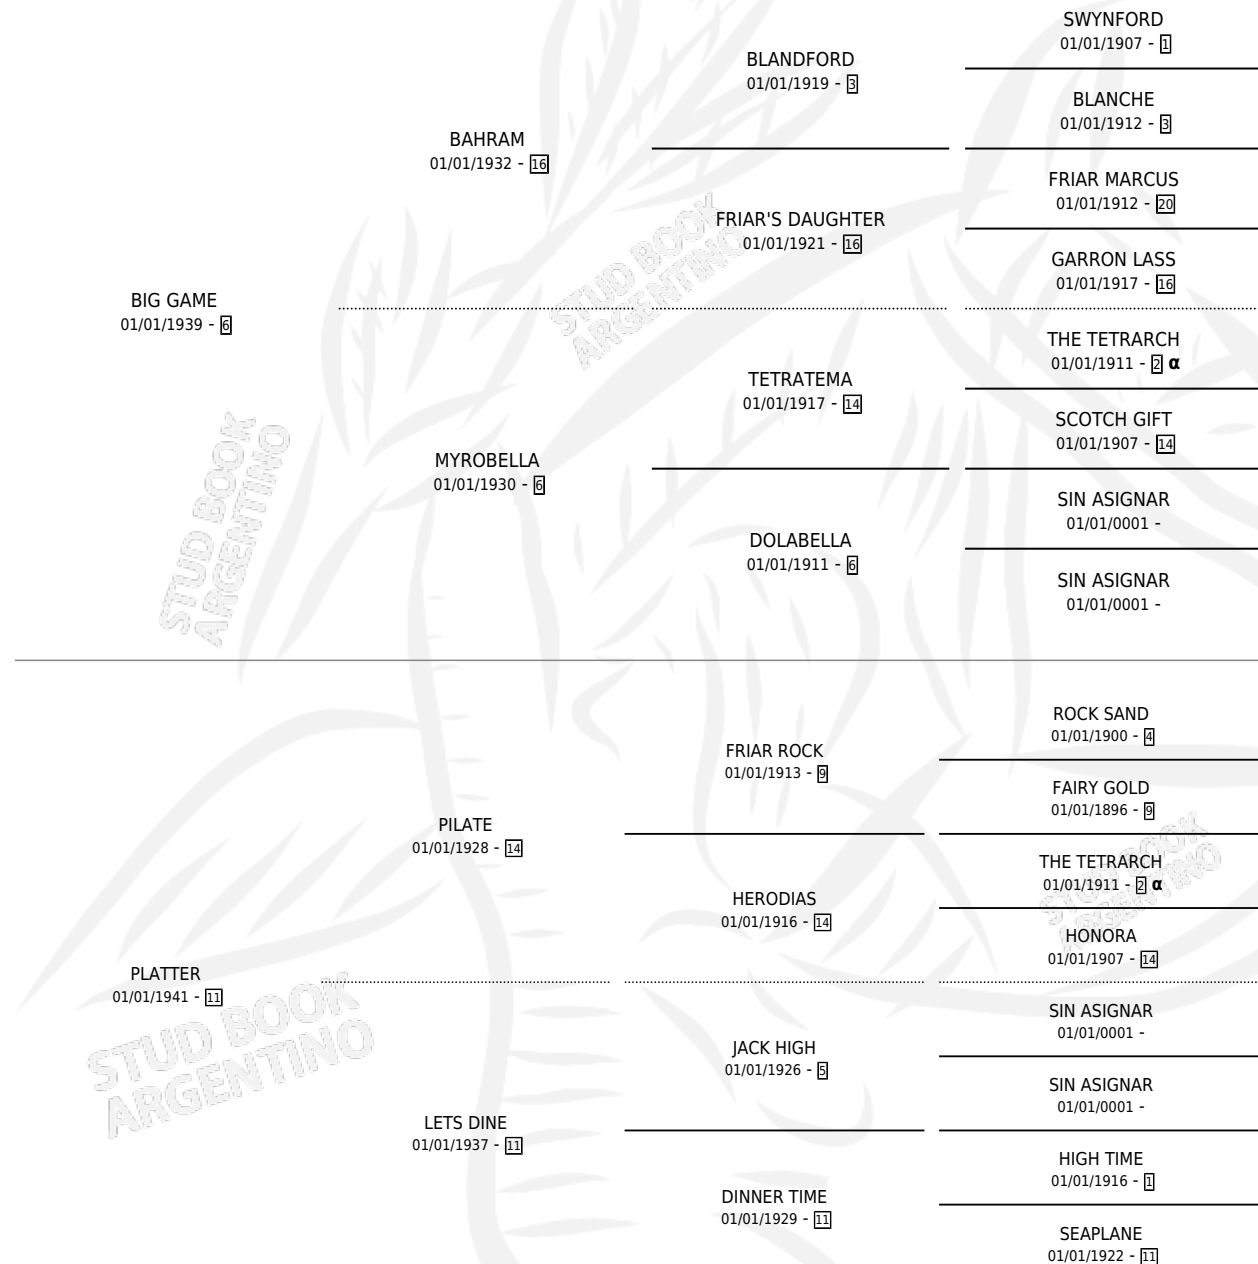 SWYNFORD
01/01/1907 - 1
BLANDFORD
01/01/1919 - 3
BLANCHE
01/01/1912 - 3
BAHRAM
01/01/1932 - 16
FRIAR MARCUS
01/01/1912 - 20
FRIAR'S DAUGHTER
01/01/1921 - 16
GARRON LASS
01/01/1917 - 16
BIG GAME
01/01/1939 - 6
THE TETRARCH
01/01/1911 - 2 α
TETRATEMA
01/01/1917 - 14
SCOTCH GIFT
01/01/1907 - 14
MYROBELLA
01/01/1930 - 6
SIN ASIGNAR
01/01/0001 -
DOLABELLA
01/01/1911 - 6
SIN ASIGNAR
01/01/0001 -
ROCK SAND
01/01/1900 - 4
FRIAR ROCK
01/01/1913 - 9
FAIRY GOLD
01/01/1896 - 9
PILATE
01/01/1928 - 14
THE TETRARCH
01/01/1911 - 2 α
HERODIAS
01/01/1916 - 14
HONORA
01/01/1907 - 14
PLATTER
01/01/1941 - 11
SIN ASIGNAR
01/01/0001 -
JACK HIGH
01/01/1926 - 5
SIN ASIGNAR
01/01/0001 -
LETS DINE
01/01/1937 - 11
HIGH TIME
01/01/1916 - 1
DINNER TIME
01/01/1929 - 11
SEAPLANE
01/01/1922 - 11
STUD BOOK
ARGENTINO
STUD BOOK
ARGENTINO
STUD BOOK
ARGENTINO
STUD BOOK
ARGENTINO